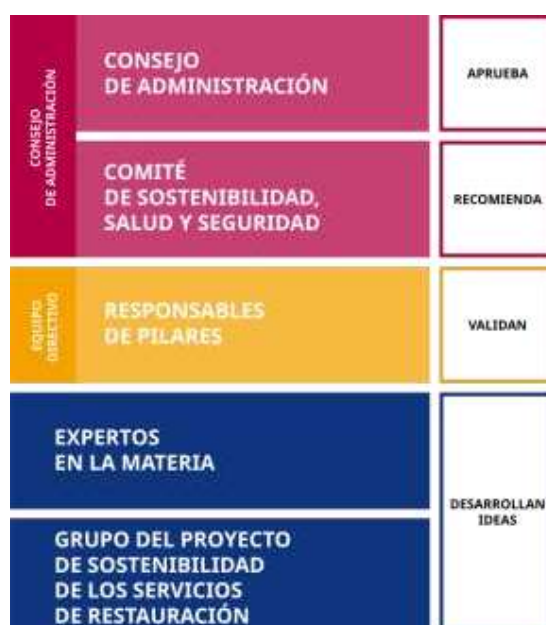 CONSEJO
DE ADMINISTRACIÓN
CONSEJO
DE ADMINISTRACIÓN
APRUEBA
COMITÉ
DE SOSTENIBILIDAD,
SALUD Y SEGURIDAD
RECOMIENDA
EQUIPO
DIRECTIVO
RESPONSABLES
DE PILARES
VALIDAN
EXPERTOS
EN LA MATERIA
DESARROLLAN
IDEAS
GRUPO DEL PROYECTO
DE SOSTENIBILIDAD
DE LOS SERVICIOS
DE RESTAURACIÓN